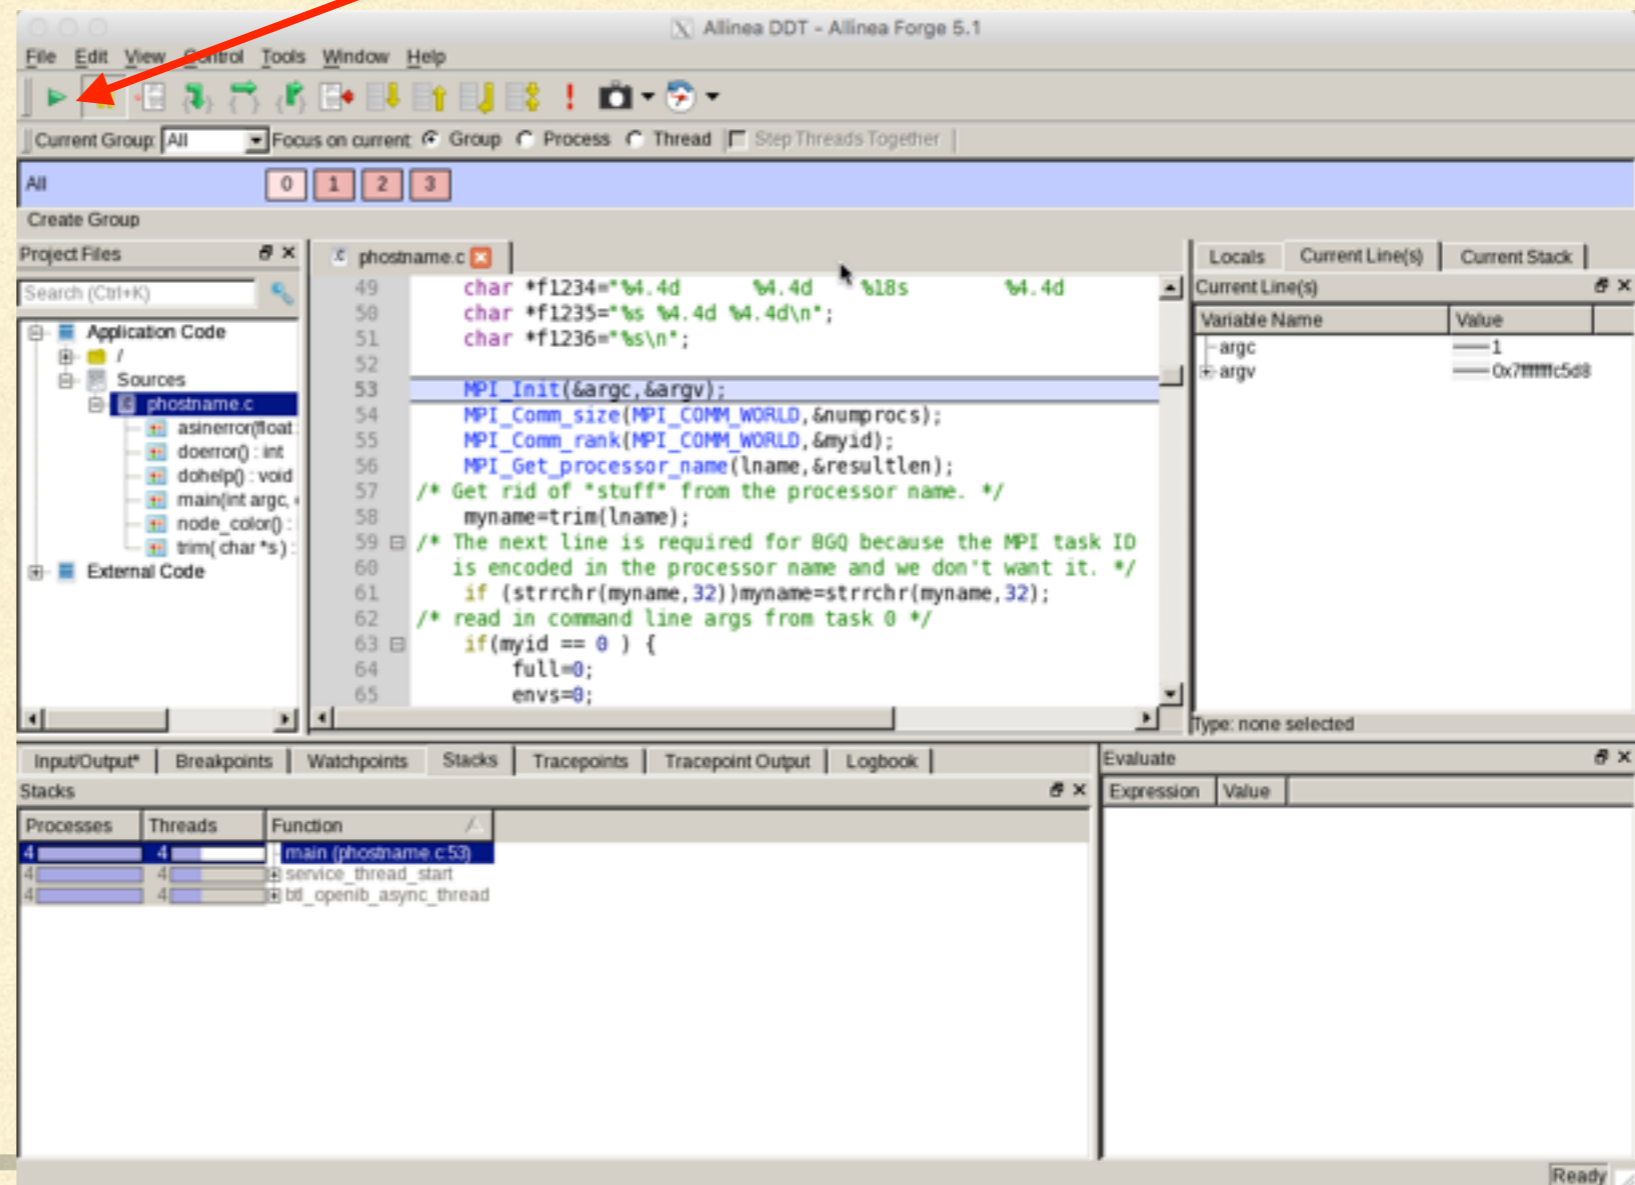 Allinea DDT - Allinea Forge 5.1
File Edit View Control Tools Window Help
Current Group: All Focus on current: Group Process Thread Step Threads Together
All 0 1 2 3
Create Group
Project Files
Search (Ctrl+K)
Application Code
/
Sources
phostname.c
asinerror(float
doerror() : int
dohelp() : void
main(int argc,
node_color() :
trim( char *s ) :
External Code
phostname.c
49 char *f1234="%4.4d %4.4d %18s %4.4d
50 char *f1235="%s %4.4d %4.4d\n";
51 char *f1236="%s\n";
52
53 MPI_Init(&argc,&argv);
54 MPI_Comm_size(MPI_COMM_WORLD,&numprocs);
55 MPI_Comm_rank(MPI_COMM_WORLD,&myid);
56 MPI_Get_processor_name(lname,&resultlen);
57 /* Get rid of "stuff" from the processor name. */
58 myname=trim(lname);
59 /* The next line is required for BGQ because the MPI task ID
60 is encoded in the processor name and we don't want it. */
61 if (strrchr(myname,32))myname=strrchr(myname,32);
62 /* read in command line args from task 0 */
63 if(myid == 0 ) {
64 full=0;
65 envs=0;
Locals Current Line(s) Current Stack
Current Line(s)
Variable Name Value
argc 1
argv
Type: none selected
Input/Output* Breakpoints Watchpoints Stacks Tracepoints Tracepoint Output Logbook
Stacks
Processes Threads Function
4 4 main (phostname.c:53)
4 4 service_thread_start
4 4 btl_openib_async_thread
Evaluate
Expression Value
Ready